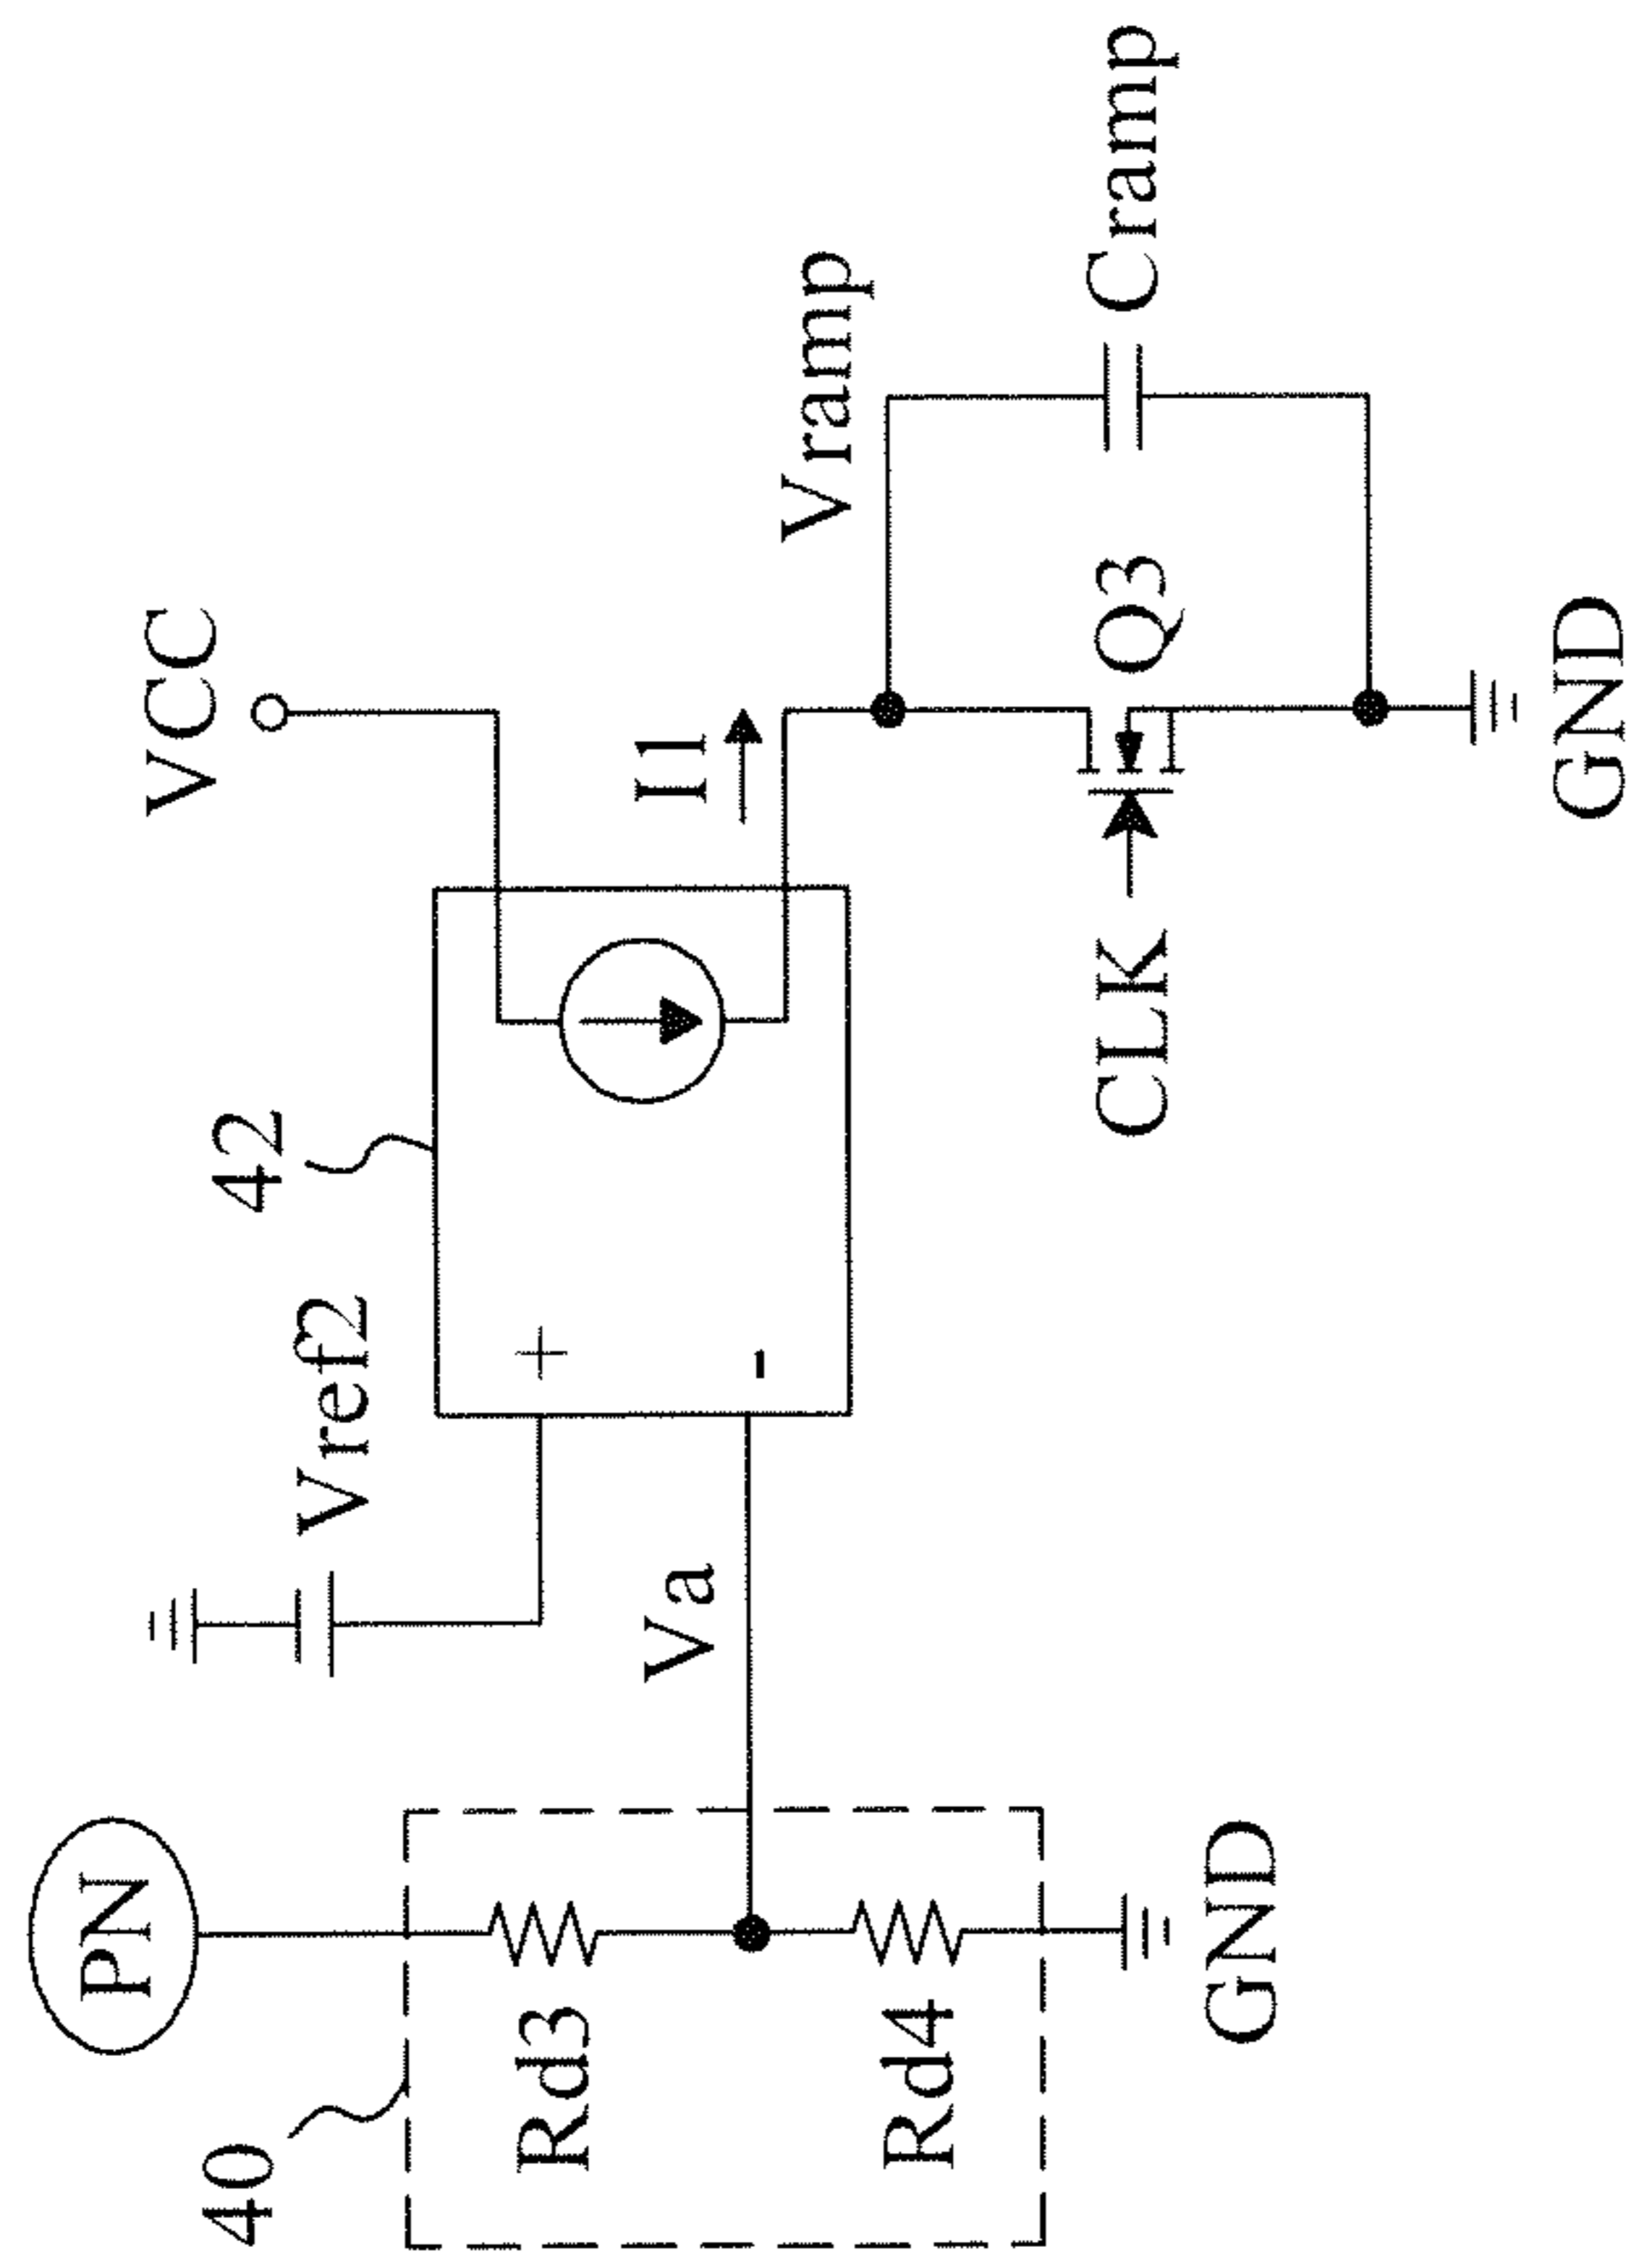 PN
40
Rd3
Rd4
GND
Va
Vref2
42
+
-
VCC
I1
CLK
Q3
Vramp
Cramp
GND